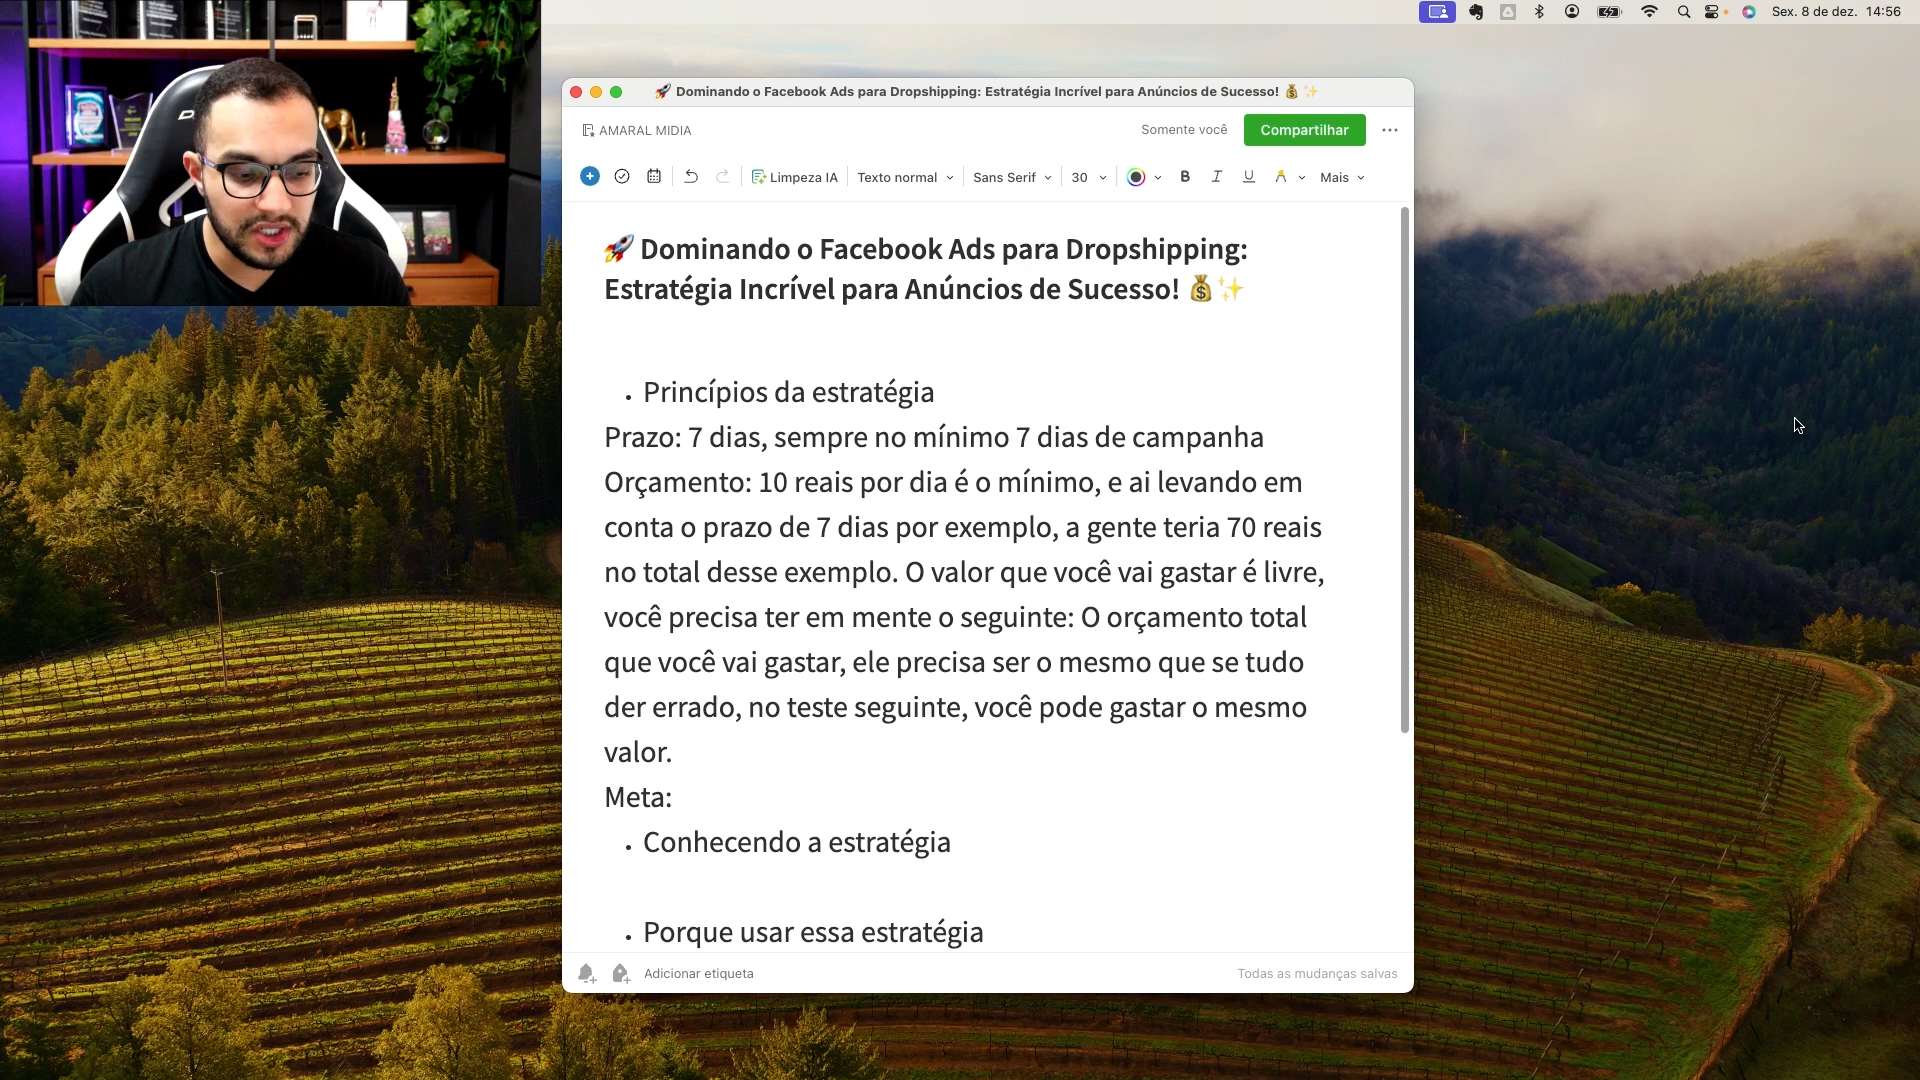 Sex. 8 de dez. 14:56
🚀 Dominando o Facebook Ads para Dropshipping: Estratégia Incrível para Anúncios de Sucesso! 💰✨
AMARAL MIDIA
Somente você
Compartilhar
Limpeza IA
Texto normal
Sans Serif
30
B
I
U
Mais
🚀 Dominando o Facebook Ads para Dropshipping:
Estratégia Incrível para Anúncios de Sucesso! 💰✨
• Princípios da estratégia
Prazo: 7 dias, sempre no mínimo 7 dias de campanha
Orçamento: 10 reais por dia é o mínimo, e ai levando em
conta o prazo de 7 dias por exemplo, a gente teria 70 reais
no total desse exemplo. O valor que você vai gastar é livre,
você precisa ter em mente o seguinte: O orçamento total
que você vai gastar, ele precisa ser o mesmo que se tudo
der errado, no teste seguinte, você pode gastar o mesmo
valor.
Meta:
• Conhecendo a estratégia
• Porque usar essa estratégia
Adicionar etiqueta
Todas as mudanças salvas